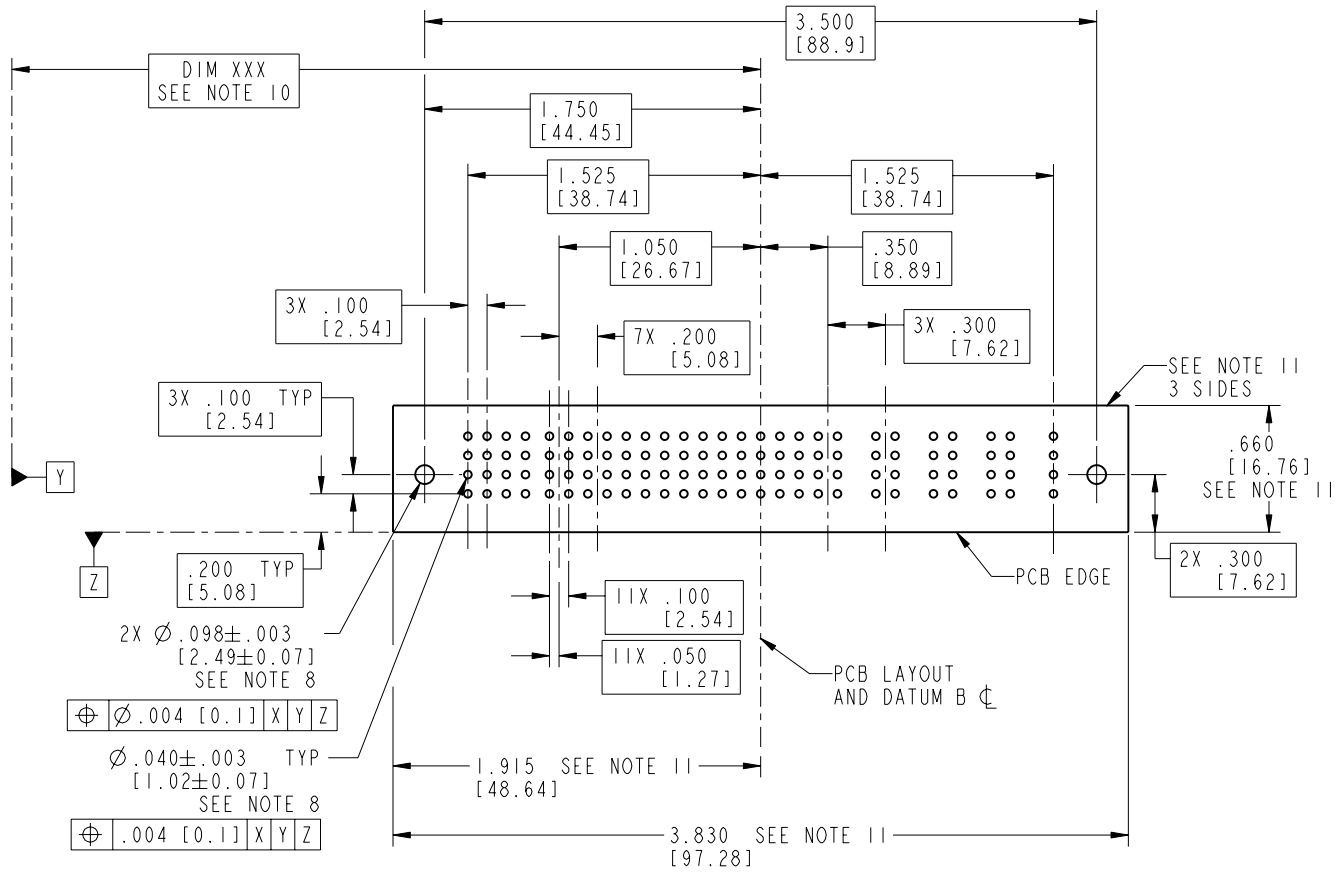 3.500
[88.9]
DIM XXX
SEE NOTE 10
1.750
[44.45]
1.525
[38.74]
1.525
[38.74]
1.050
[26.67]
.350
[8.89]
3X .100
[2.54]
7X .200
[5.08]
3X .300
[7.62]
SEE NOTE 11
3 SIDES
3X .100 TYP
[2.54]
.660
[16.76]
SEE NOTE 11
Y
Z
.200 TYP
[5.08]
PCB EDGE
2X .300
[7.62]
11X .100
[2.54]
2X Ø .098±.003
[2.49±0.07]
SEE NOTE 8
11X .050
[1.27]
PCB LAYOUT
AND DATUM B ℄
⌖ Ø .004 [0.1] X Y Z
Ø .040±.003 TYP
[1.02±0.07]
SEE NOTE 8
1.915 SEE NOTE 11
[48.64]
⌖ .004 [0.1] X Y Z
3.830 SEE NOTE 11
[97.28]